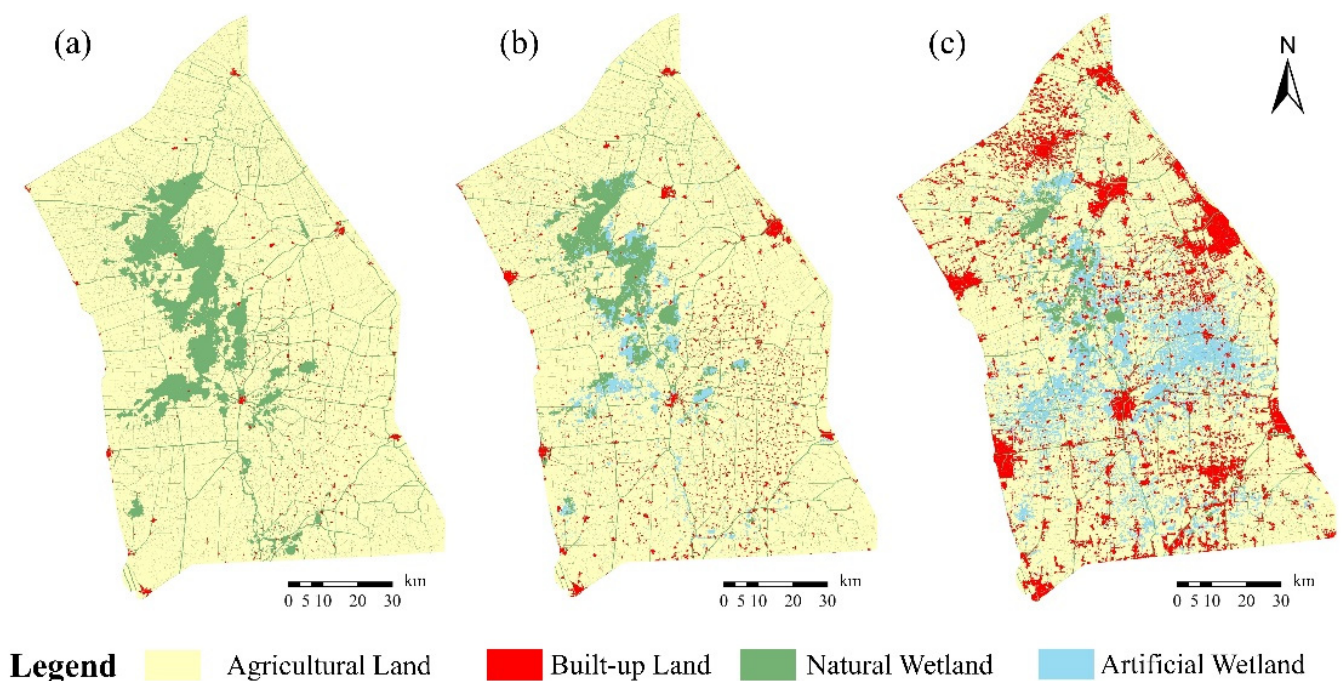 (a) (b) (c) N
km km km
0 5 10 20 30 0 5 10 20 30 0 5 10 20 30
Legend Agricultural Land Built-up Land Natural Wetland Artificial Wetland